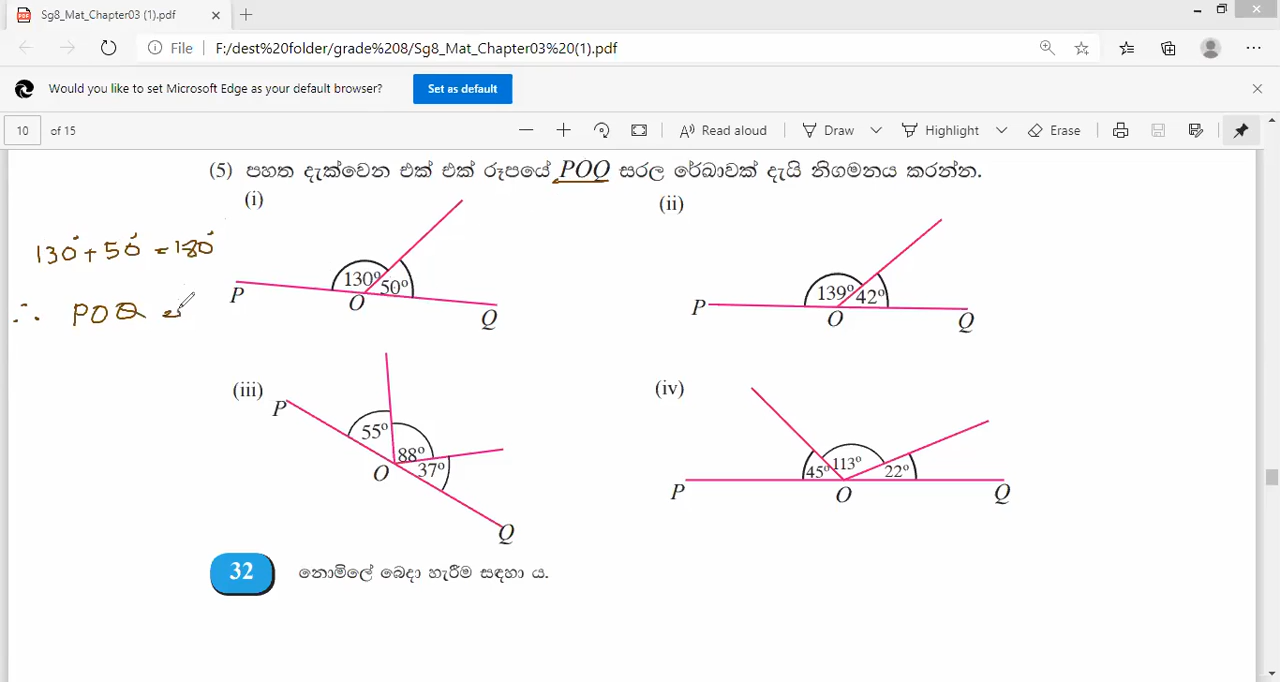 Sg8_Mat_Chapter03 (1).pdf
File F:/dest%20folder/grade%208/Sg8_Mat_Chapter03%20(1).pdf
Would you like to set Microsoft Edge as your default browser? Set as default
10 of 15 Read aloud Draw Highlight Erase
(5) පහත දැක්වෙන එක් එක් රූපයේ POQ සරල රේඛාවක් දැයි නිගමනය කරන්න.
(i)
130° + 50° = 180°
∴ POQ
130° 50°
P O Q
(ii)
139° 42°
P O Q
(iii)
P
55°
88°
37°
O
Q
(iv)
45° 113° 22°
P O Q
32 නොමිලේ බෙදා හැරීම සඳහා ය.